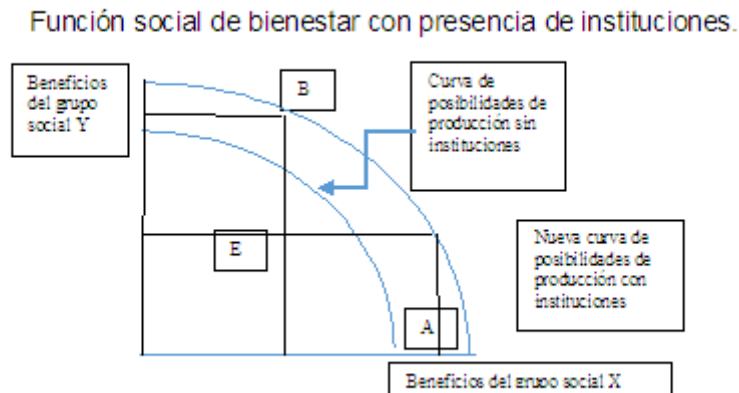 Función social de bienestar con presencia de instituciones.
Beneficios
del grupo
social Y
B
Curva de
posibilidades de
producción sin
instituciones
E
Nueva curva de
posibilidades de
producción con
instituciones
A
Beneficios del grupo social X